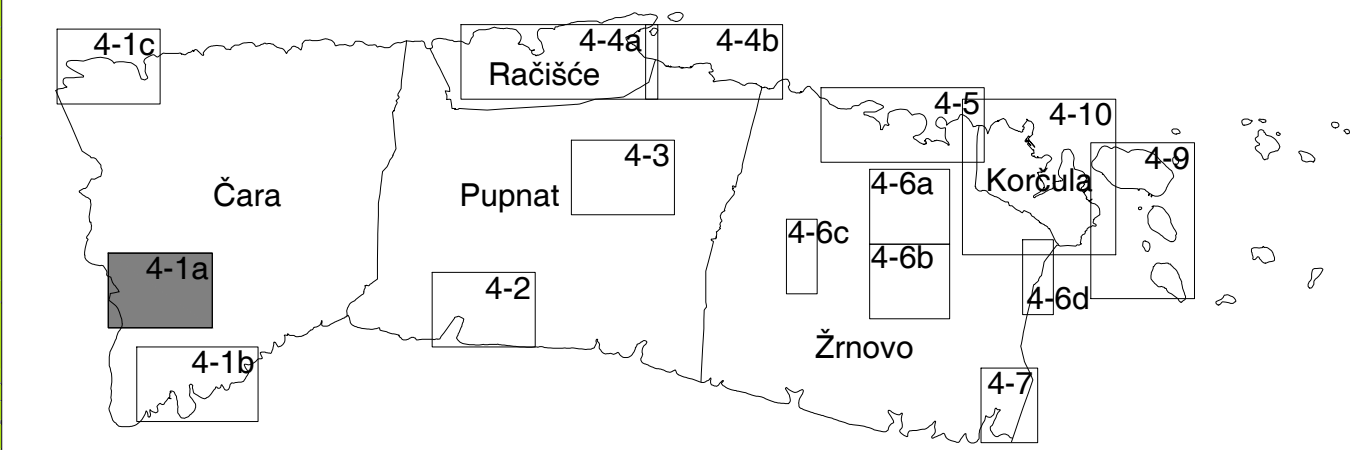 4-1c
4-4a
4-4b
Račišće
4-5
4-10
4-3
4-9
Čara
Pupnat
4-6a
Korčula
4-6c
4-6b
4-1a
4-2
4-6d
Žrnovo
4-1b
4-7